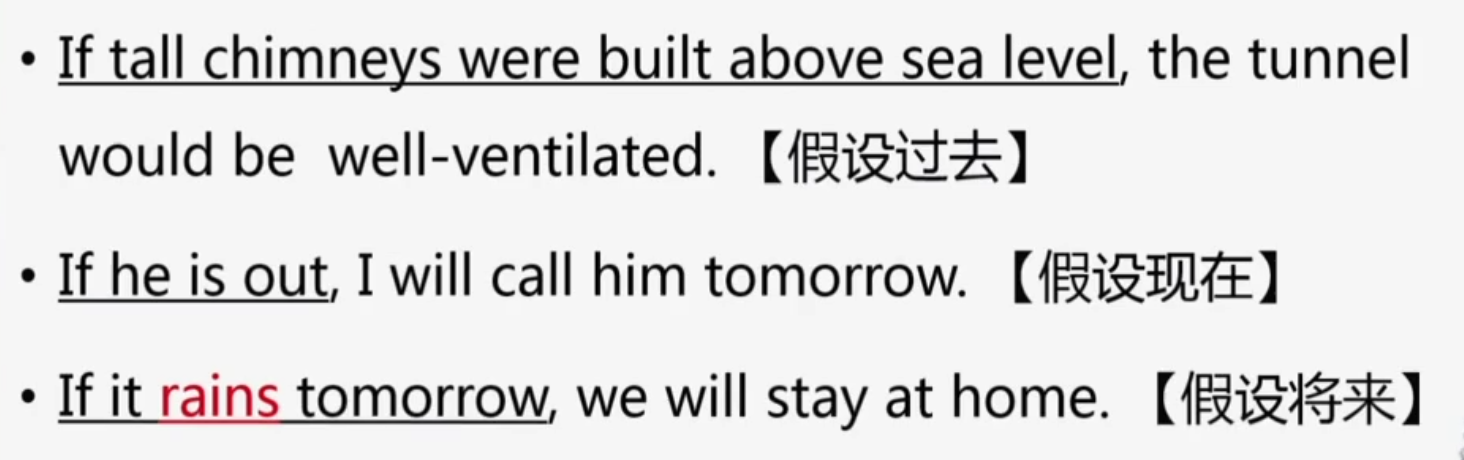 • If tall chimneys were built above sea level, the tunnel
would be well-ventilated. 【假设过去】
• If he is out, I will call him tomorrow. 【假设现在】
• If it rains tomorrow, we will stay at home. 【假设将来】